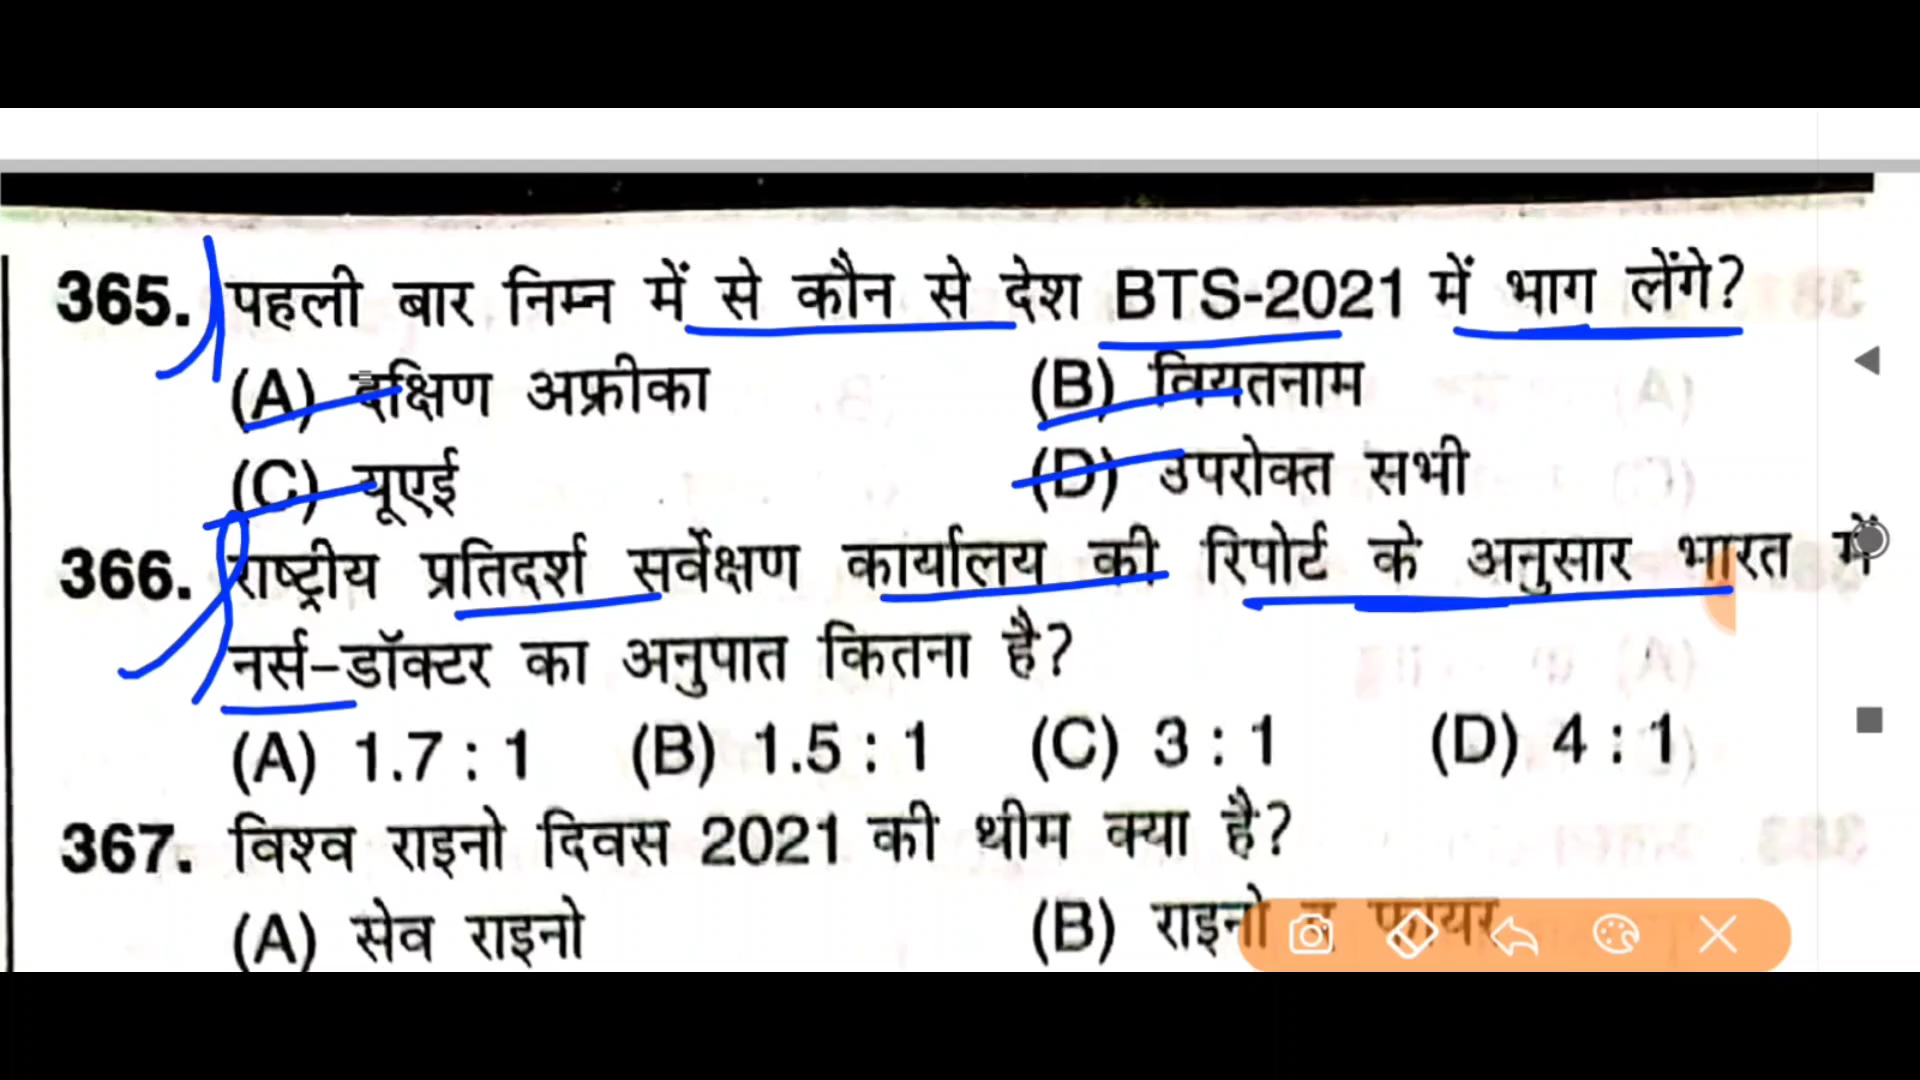 365. पहली बार निम्न में से कौन से देश BTS-2021 में भाग लेंगे?
(A) दक्षिण अफ्रीका (B) वियतनाम
(C) यूएई (D) उपरोक्त सभी
366. राष्ट्रीय प्रतिदर्श सर्वेक्षण कार्यालय की रिपोर्ट के अनुसार भारत में
नर्स-डॉक्टर का अनुपात कितना है?
(A) 1.7 : 1 (B) 1.5 : 1 (C) 3 : 1 (D) 4 : 1
367. विश्व राइनो दिवस 2021 की थीम क्या है?
(A) सेव राइनो (B) राइनो फायर